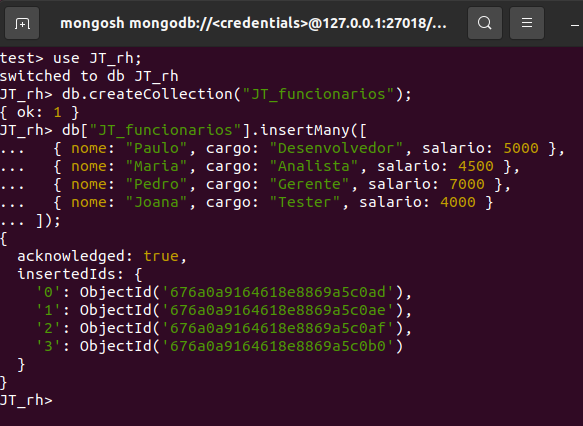 mongosh mongodb://<credentials>@127.0.0.1:27018/...
test> use JT_rh;
switched to db JT_rh
JT_rh> db.createCollection("JT_funcionarios");
{ ok: 1 }
JT_rh> db["JT_funcionarios"].insertMany([
...   { nome: "Paulo", cargo: "Desenvolvedor", salario: 5000 },
...   { nome: "Maria", cargo: "Analista", salario: 4500 },
...   { nome: "Pedro", cargo: "Gerente", salario: 7000 },
...   { nome: "Joana", cargo: "Tester", salario: 4000 }
... ]);
{
  acknowledged: true,
  insertedIds: {
    '0': ObjectId('676a0a9164618e8869a5c0ad'),
    '1': ObjectId('676a0a9164618e8869a5c0ae'),
    '2': ObjectId('676a0a9164618e8869a5c0af'),
    '3': ObjectId('676a0a9164618e8869a5c0b0')
  }
}
JT_rh>